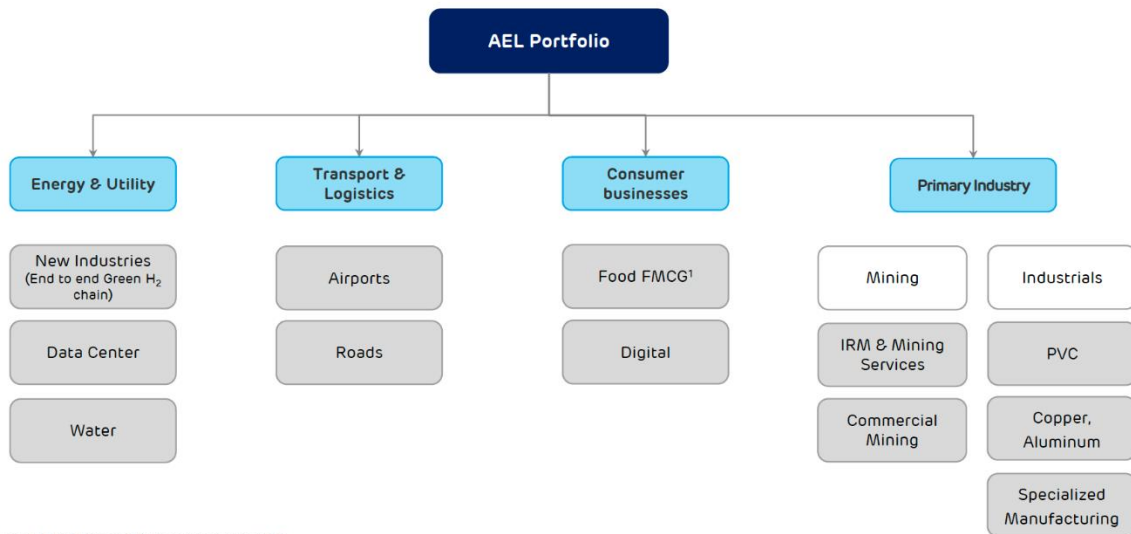 AEL Portfolio
Energy & Utility
Transport &
Logistics
Consumer
businesses
Primary Industry
New Industries
(End to end Green H₂
chain)
Airports
Food FMCG¹
Mining
Industrials
Data Center
Roads
Digital
IRM & Mining
Services
PVC
Water
Commercial
Mining
Copper,
Aluminum
Specialized
Manufacturing